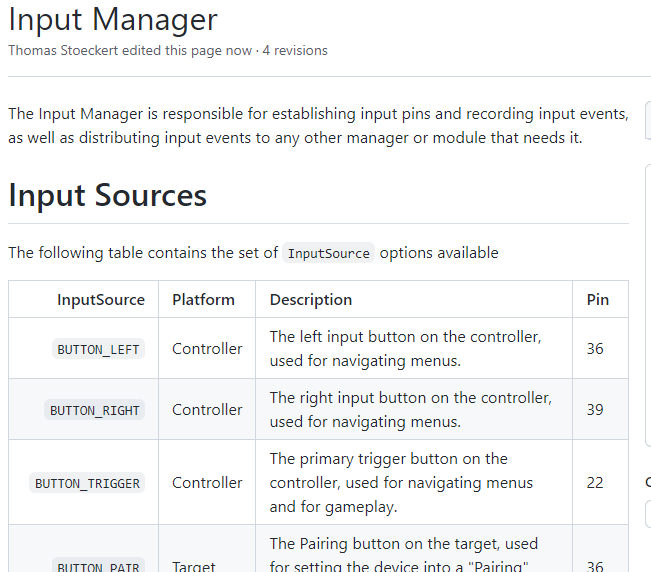 Input Manager
Thomas Stoeckert edited this page now · 4 revisions
The Input Manager is responsible for establishing input pins and recording input events,
as well as distributing input events to any other manager or module that needs it.
Input Sources
The following table contains the set of InputSource options available
InputSource Platform Description Pin
BUTTON_LEFT Controller The left input button on the controller, used for navigating menus. 36
BUTTON_RIGHT Controller The right input button on the controller, used for navigating menus. 39
BUTTON_TRIGGER Controller The primary trigger button on the controller, used for navigating menus and for gameplay. 22
BUTTON_PAIR Target The Pairing button on the target, used for setting the device into a "Pairing" 36